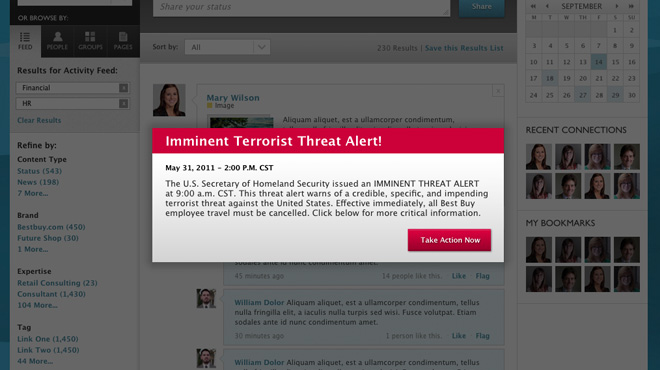 Share your status
Share
OR BROWSE BY:
FEED
PEOPLE
GROUPS
PAGES
Sort by:
All
230 Results | Save this Results List
Results for Activity Feed:
Financial
x
HR
x
Clear Results
Refine by:
Content Type
Status (543)
News (198)
7 More...
Brand
Bestbuy.com (450)
Future Shop (30)
1 More...
Expertise
Retail Consulting (23)
Consultant (1,430)
104 More...
Tag
Link One (1,450)
Link Two (1,450)
41 More...
Mary Wilson
Image
Aliquam aliquet, est a ullamcorper condimentum,
Imminent Terrorist Threat Alert!
May 31, 2011 – 2:00 P.M. CST
The U.S. Secretary of Homeland Security issued an IMMINENT THREAT ALERT
at 9:00 a.m. CST. This threat alert warns of a credible, specific, and impending
terrorist threat against the United States. Effective immediately, all Best Buy
employee travel must be cancelled. Click below for more critical information.
Take Action Now
sodales ante id nunc condimentum amet.
45 minutes ago
14 people like this.
Like · Flag
William Dolor Aliquam aliquet, est a ullamcorper condimentum, tellus
nulla fringilla elit, a iaculis nulla turpis sed wisi. Fusce volutpat. Etiam
sodales ante id nunc condimentum amet.
30 minutes ago
1 person like this.
Like · Flag
William Dolor Aliquam aliquet, est a ullamcorper condimentum, tellus
SEPTEMBER
M T W T F S S
1 2
3 4 5 6 7 8 9
10 11 12 13 14 15 16
17 18 19 20 21 22 23
24 25 26 27 28 29 30
RECENT CONNECTIONS
MY BOOKMARKS